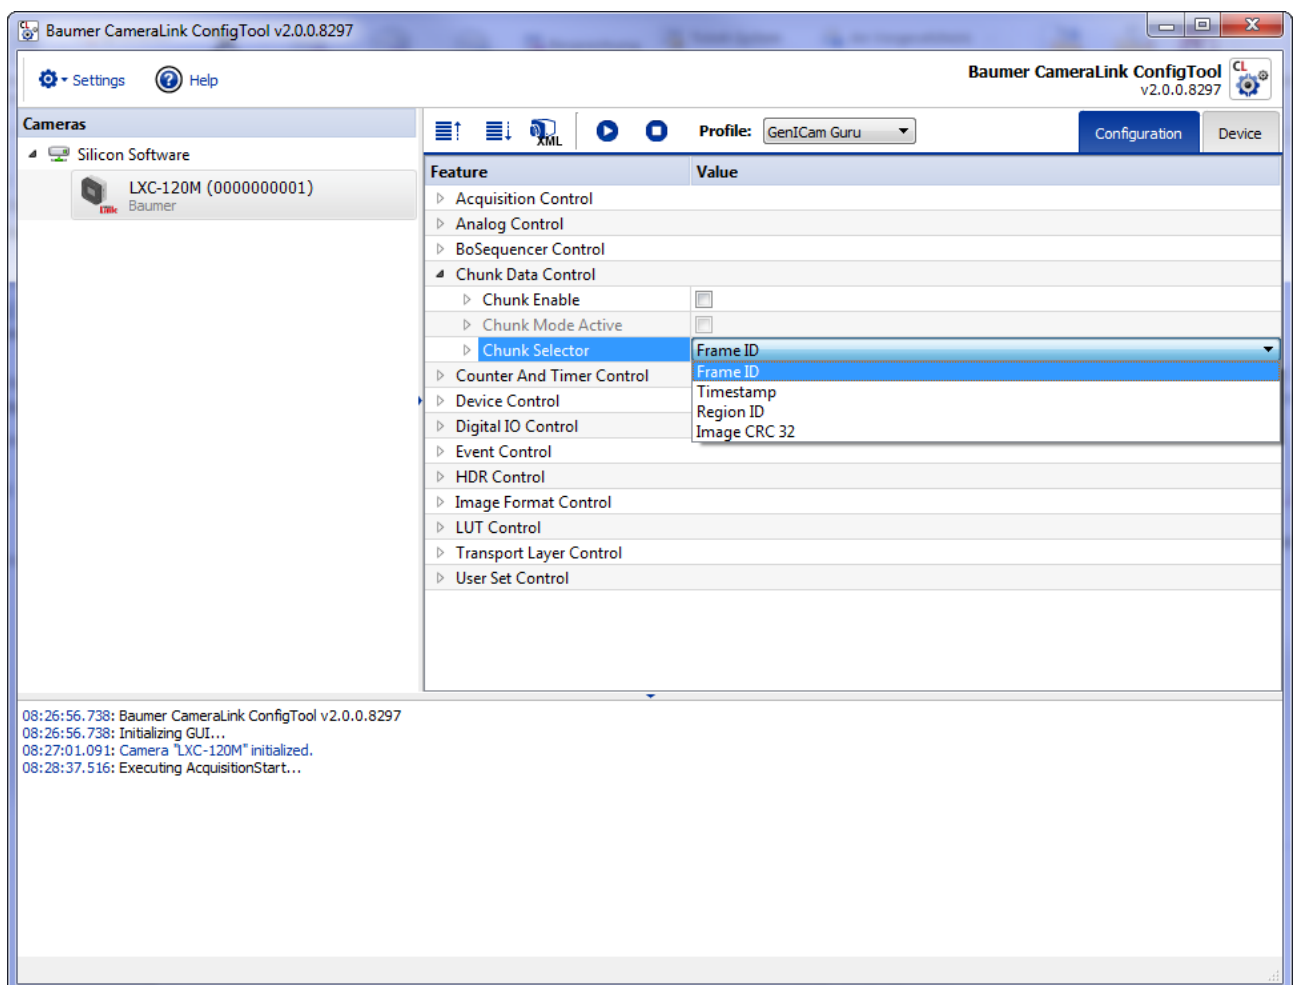 Baumer CameraLink ConfigTool v2.0.0.8297
Settings
Help
Baumer CameraLink ConfigTool
v2.0.0.8297
CL
Cameras
Silicon Software
LXC-120M (0000000001)
Baumer
XML
Profile: GenICam Guru
Configuration
Device
Feature Value
Acquisition Control
Analog Control
BoSequencer Control
Chunk Data Control
Chunk Enable
Chunk Mode Active
Chunk Selector Frame ID
Frame ID
Timestamp
Region ID
Image CRC 32
Counter And Timer Control
Device Control
Digital IO Control
Event Control
HDR Control
Image Format Control
LUT Control
Transport Layer Control
User Set Control
08:26:56.738: Baumer CameraLink ConfigTool v2.0.0.8297
08:26:56.738: Initializing GUI...
08:27:01.091: Camera "LXC-120M" initialized.
08:28:37.516: Executing AcquisitionStart...